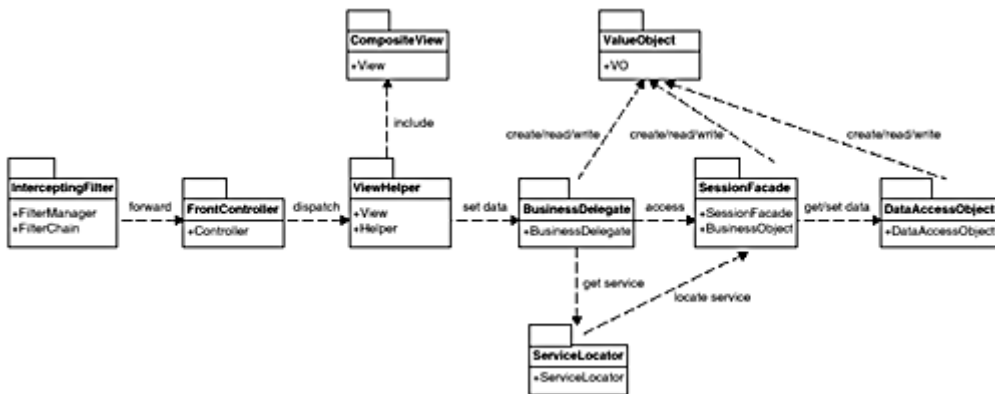 CompositeView
+View
ValueObject
+VO
include
create/read/write
create/read/write
create/read/write
InterceptingFilter
+FilterManager
+FilterChain
forward
FrontController
+Controller
dispatch
ViewHelper
+View
+Helper
set data
BusinessDelegate
+BusinessDelegate
access
SessionFacade
+SessionFacade
+BusinessObject
get/set data
DataAccessObject
+DataAccessObject
get service
locate service
ServiceLocator
+ServiceLocator